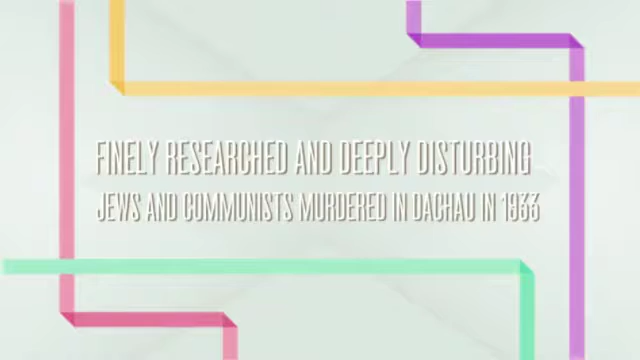 FINELY RESEARCHED AND DEEPLY DISTURBING
JEWS AND COMMUNISTS MURDERED IN DACHAU IN 1933